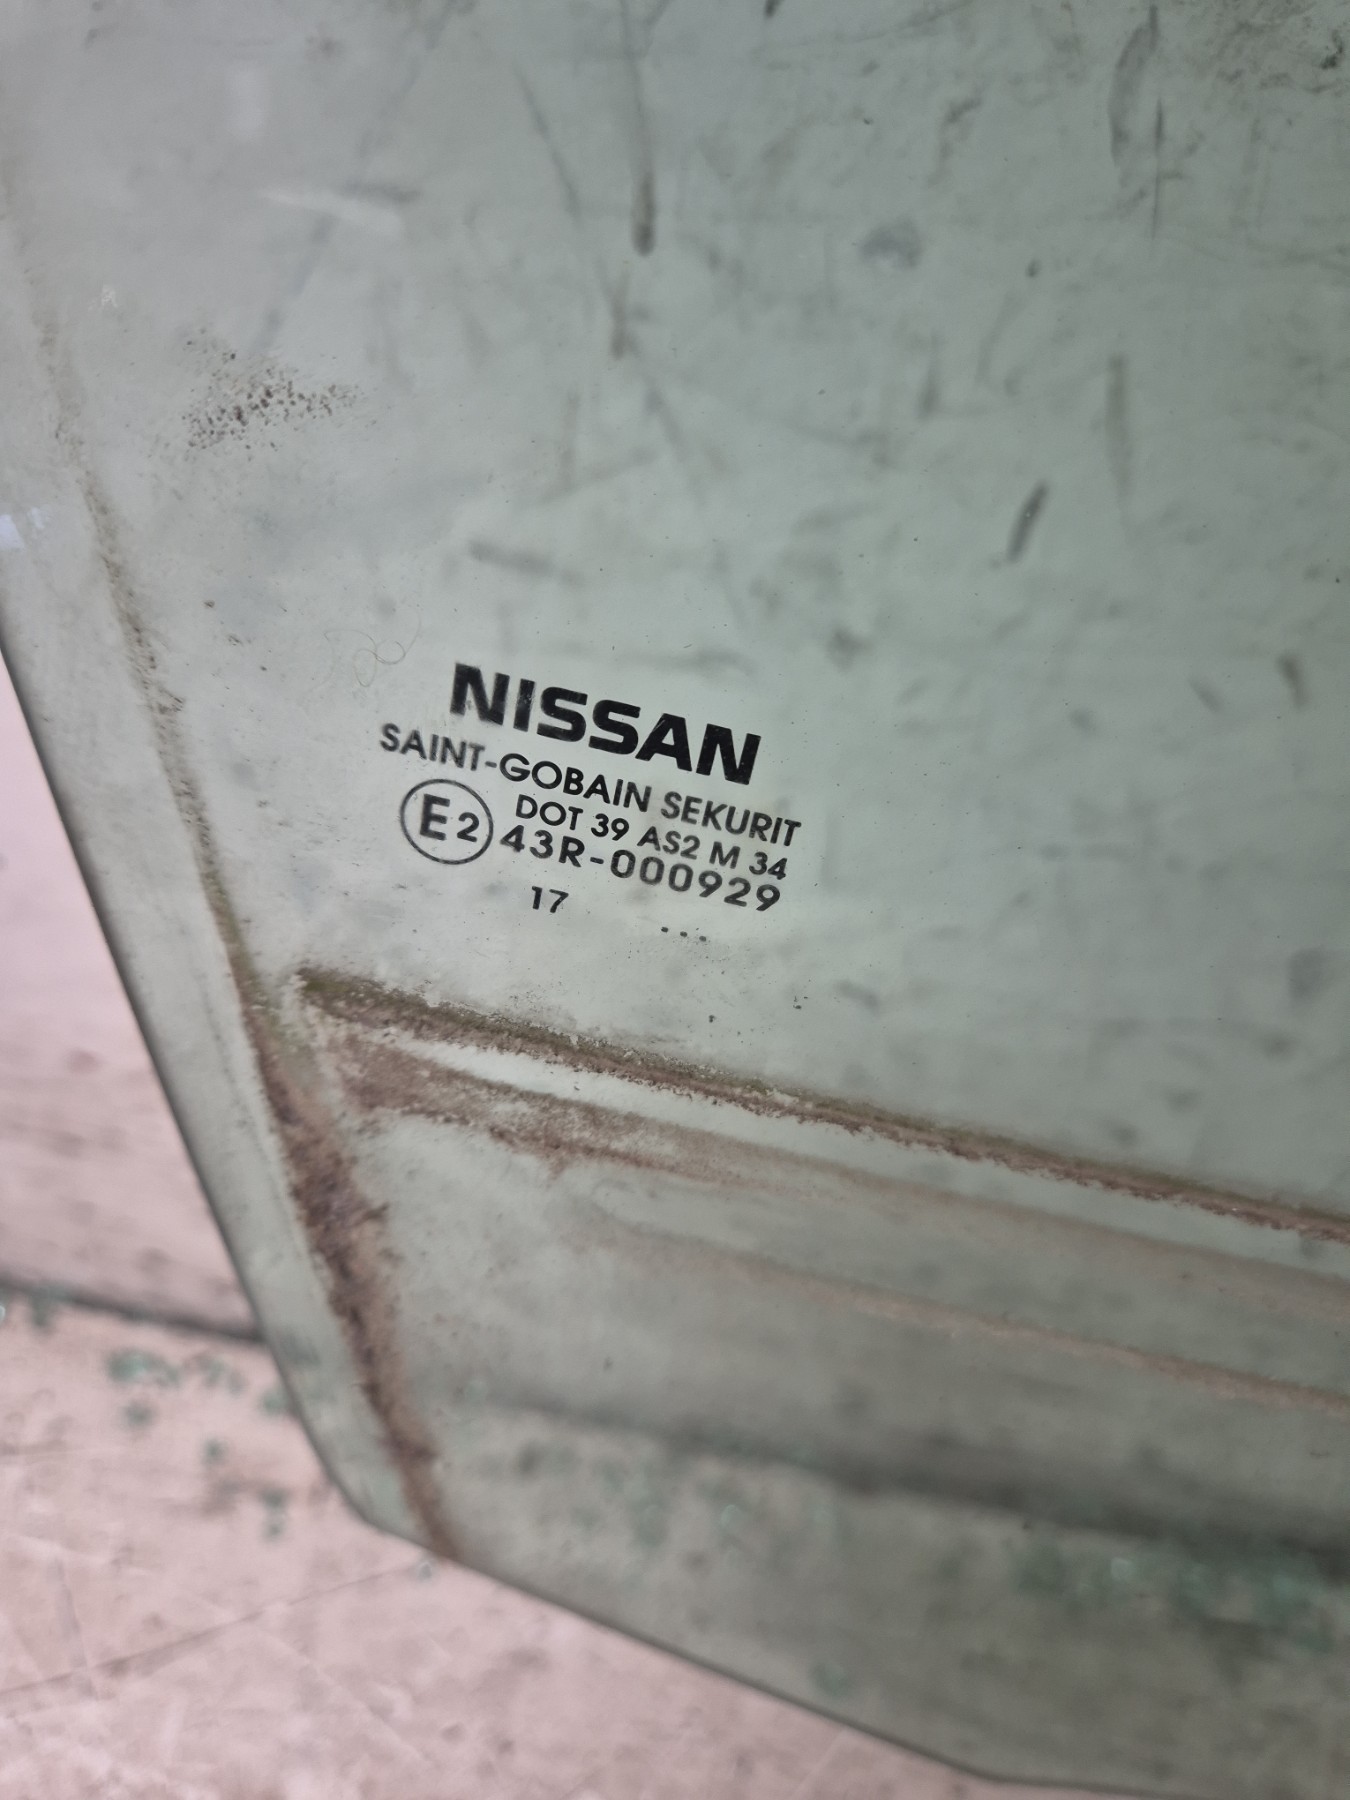 NISSAN
SAINT-GOBAIN SEKURIT
DOT 39 AS2 M 34
E2 43R-000929
17 ...